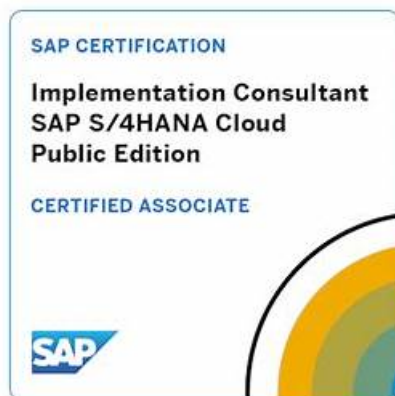 SAP CERTIFICATION
Implementation Consultant
SAP S/4HANA Cloud
Public Edition
CERTIFIED ASSOCIATE
SAP